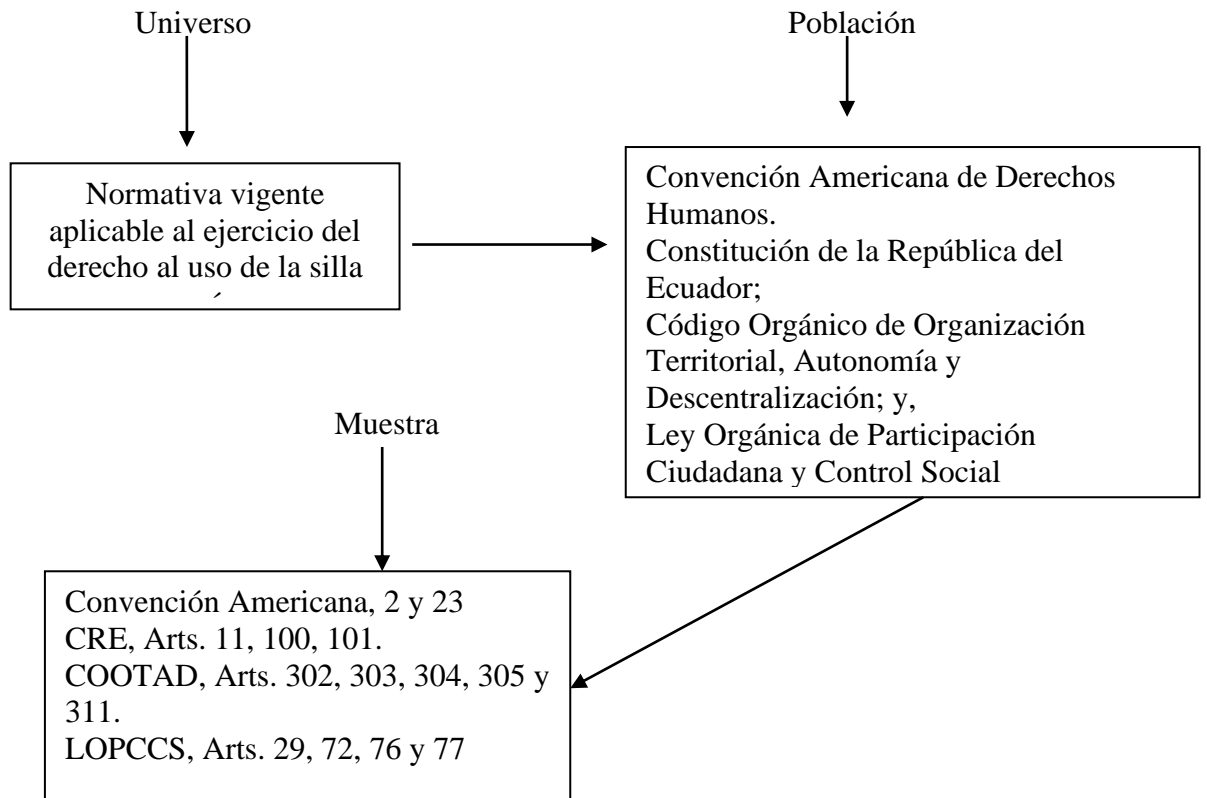 Universo
Población
Normativa vigente
aplicable al ejercicio del
derecho al uso de la silla
Convención Americana de Derechos
Humanos.
Constitución de la República del
Ecuador;
Código Orgánico de Organización
Territorial, Autonomía y
Descentralización; y,
Ley Orgánica de Participación
Ciudadana y Control Social
Muestra
Convención Americana, 2 y 23
CRE, Arts. 11, 100, 101.
COOTAD, Arts. 302, 303, 304, 305 y
311.
LOPCCS, Arts. 29, 72, 76 y 77